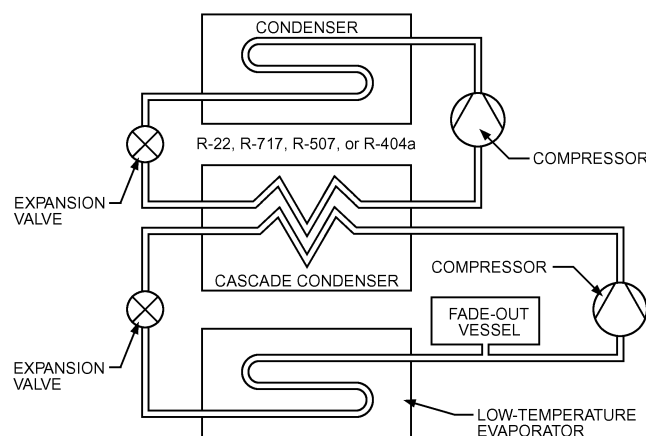 CONDENSER
R-22, R-717, R-507, or R-404a
COMPRESSOR
EXPANSION
VALVE
CASCADE CONDENSER
COMPRESSOR
FADE-OUT
VESSEL
EXPANSION
VALVE
LOW-TEMPERATURE
EVAPORATOR